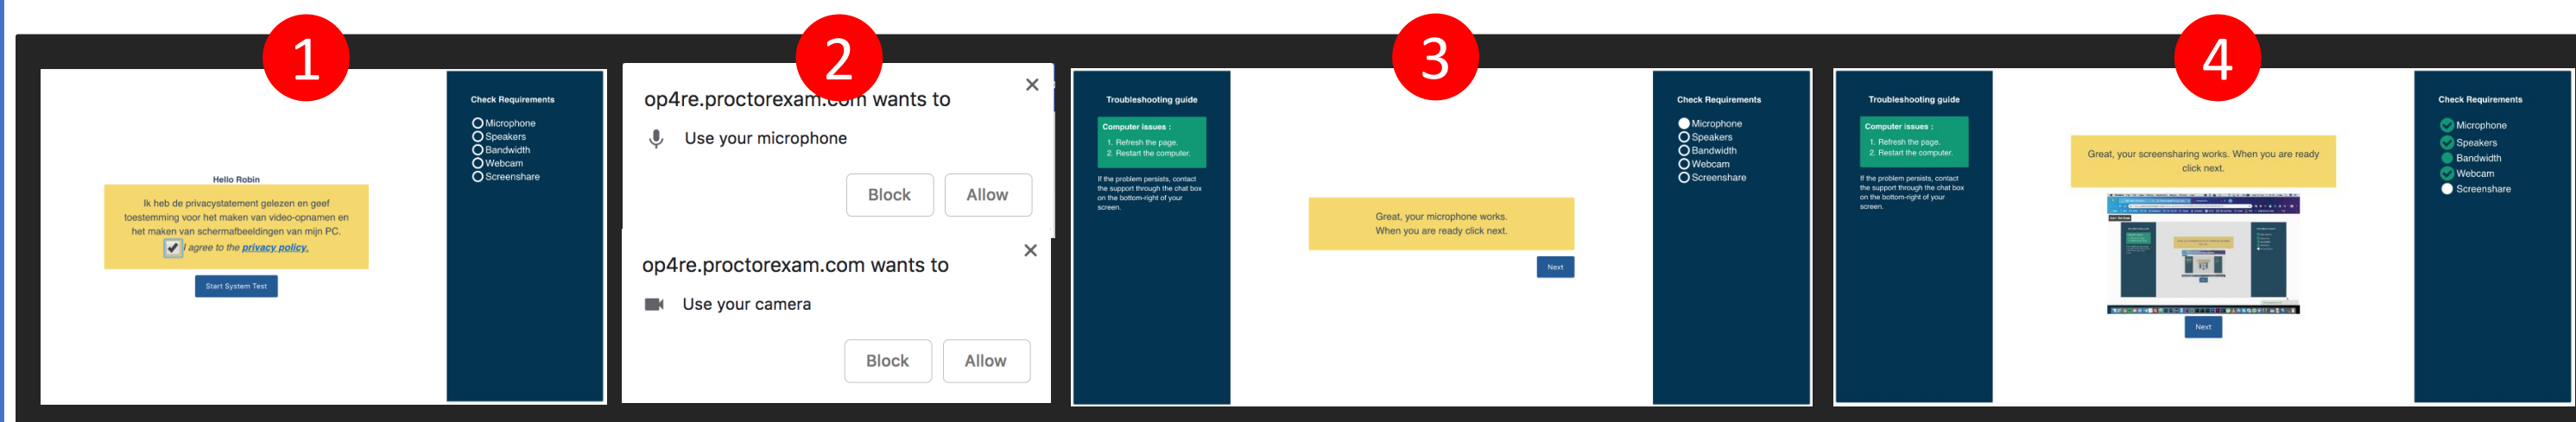 1
Hello Robin
Ik heb de privacystatement gelezen en geef
toestemming voor het maken van video-opnamen en
het maken van schermafbeeldingen van mijn PC.
I agree to the privacy policy.
Start System Test
Check Requirements
Microphone
Speakers
Bandwidth
Webcam
Screenshare
2
op4re.proctorexam.com wants to
Use your microphone
Block
Allow
op4re.proctorexam.com wants to
Use your camera
Block
Allow
3
Troubleshooting guide
Computer issues :
1. Refresh the page.
2. Restart the computer.
If the problem persists, contact
the support through the chat box
on the bottom-right of your
screen.
Great, your microphone works.
When you are ready click next.
Next
Check Requirements
Microphone
Speakers
Bandwidth
Webcam
Screenshare
4
Troubleshooting guide
Computer issues :
1. Refresh the page.
2. Restart the computer.
If the problem persists, contact
the support through the chat box
on the bottom-right of your
screen.
Great, your screensharing works. When you are ready
click next.
Next
Check Requirements
Microphone
Speakers
Bandwidth
Webcam
Screenshare